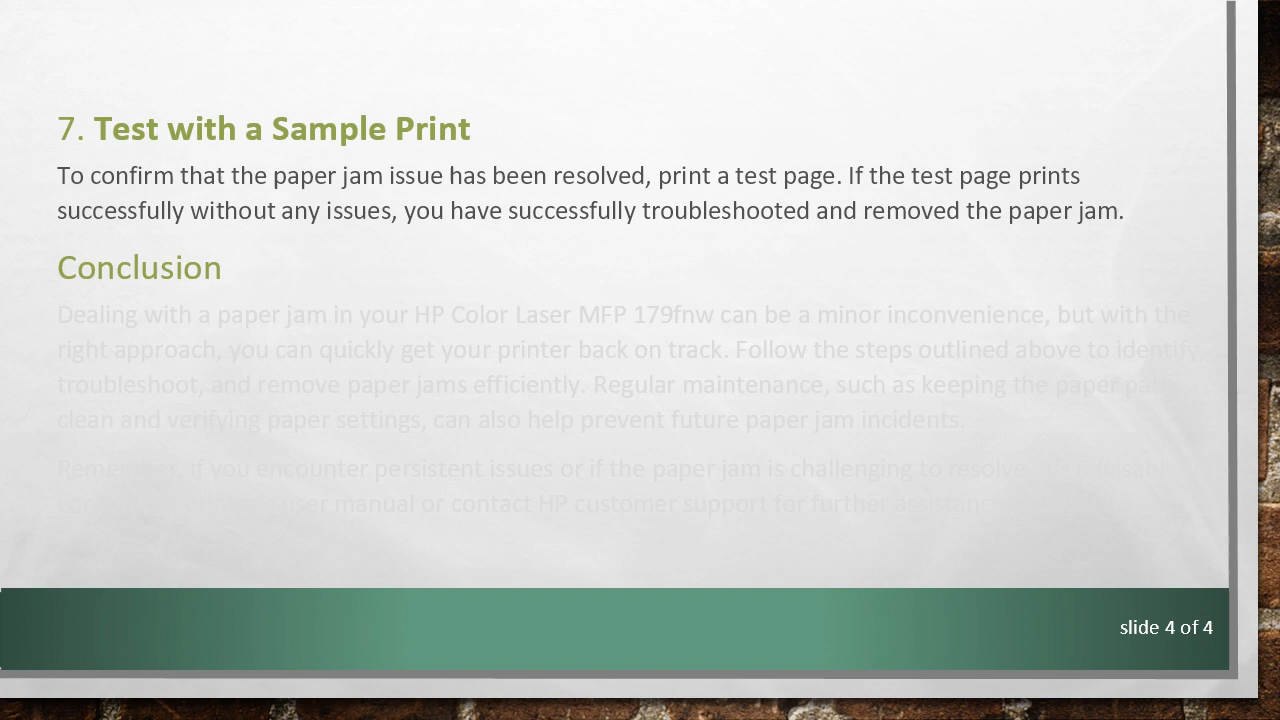 7. Test with a Sample Print
To confirm that the paper jam issue has been resolved, print a test page. If the test page prints
successfully without any issues, you have successfully troubleshooted and removed the paper jam.
Conclusion
Dealing with a paper jam in your HP Color Laser MFP 179fnw can be a minor inconvenience, but with the
right approach, you can quickly get your printer back on track. Follow the steps outlined above to identify,
troubleshoot, and remove paper jams efficiently. Regular maintenance, such as keeping the paper path
clean and verifying paper settings, can also help prevent future paper jam incidents.
Remember, if you encounter persistent issues or if the paper jam is challenging to resolve,
user manual or contact HP customer support for further assistance
slide 4 of 4